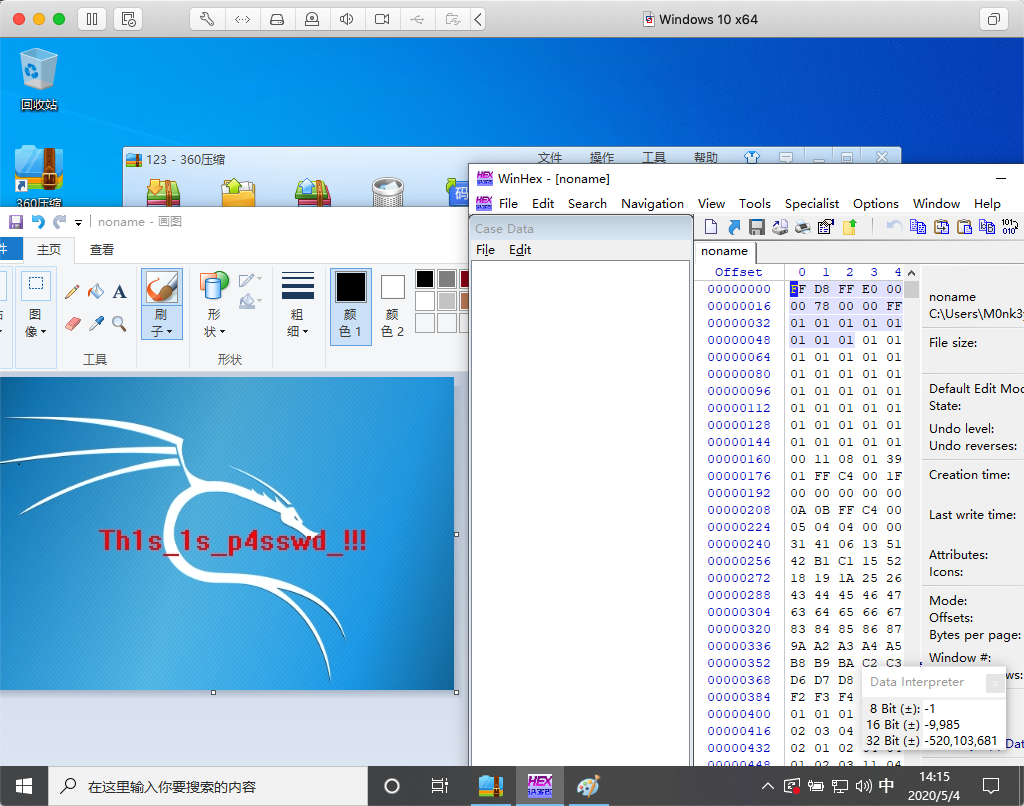 Windows 10 x64
回收站
360压缩
123 - 360压缩
文件 操作 工具 帮助
码
WinHex - [noname]
File Edit Search Navigation View Tools Specialist Options Window Help
noname - 画图
件 主页 查看
图像
工具
刷子
形状
形状
粗细
颜色 1
颜色 2
Th1s_1s_p4sswd_!!!
Case Data
File Edit
noname
Offset 0 1 2 3 4
00000000 FF D8 FF E0 00
00000016 00 78 00 00 FF
00000032 01 01 01 01 01
00000048 01 01 01 01 01
00000064 01 01 01 01 01
00000080 01 01 01 01 01
00000096 01 01 01 01 01
00000112 01 01 01 01 01
00000128 01 01 01 01 01
00000144 01 01 01 01 01
00000160 00 11 08 01 39
00000176 01 FF C4 00 1F
00000192 00 00 00 00 00
00000208 0A 0B FF C4 00
00000224 05 04 04 00 00
00000240 31 41 06 13 51
00000256 42 B1 C1 15 52
00000272 18 19 1A 25 26
00000288 43 44 45 46 47
00000304 63 64 65 66 67
00000320 83 84 85 86 87
00000336 9A A2 A3 A4 A5
00000352 B8 B9 BA C2 C3
00000368 D6 D7 D8
00000384 F2 F3 F4
00000400 01 01 01
00000416 02 03 04
00000432 02 01 02
00000448 01 02 03 11 04
noname
C:\Users\M0nk3y
File size:
Default Edit Mod
State:
Undo level:
Undo reverses:
Creation time:
Last write time:
Attributes:
Icons:
Mode:
Offsets:
Bytes per page:
Window #:
ws:
Dat
Data Interpreter
8 Bit (±): -1
16 Bit (±) -9,985
32 Bit (±) -520,103,681
在这里输入你要搜索的内容
中
14:15
2020/5/4